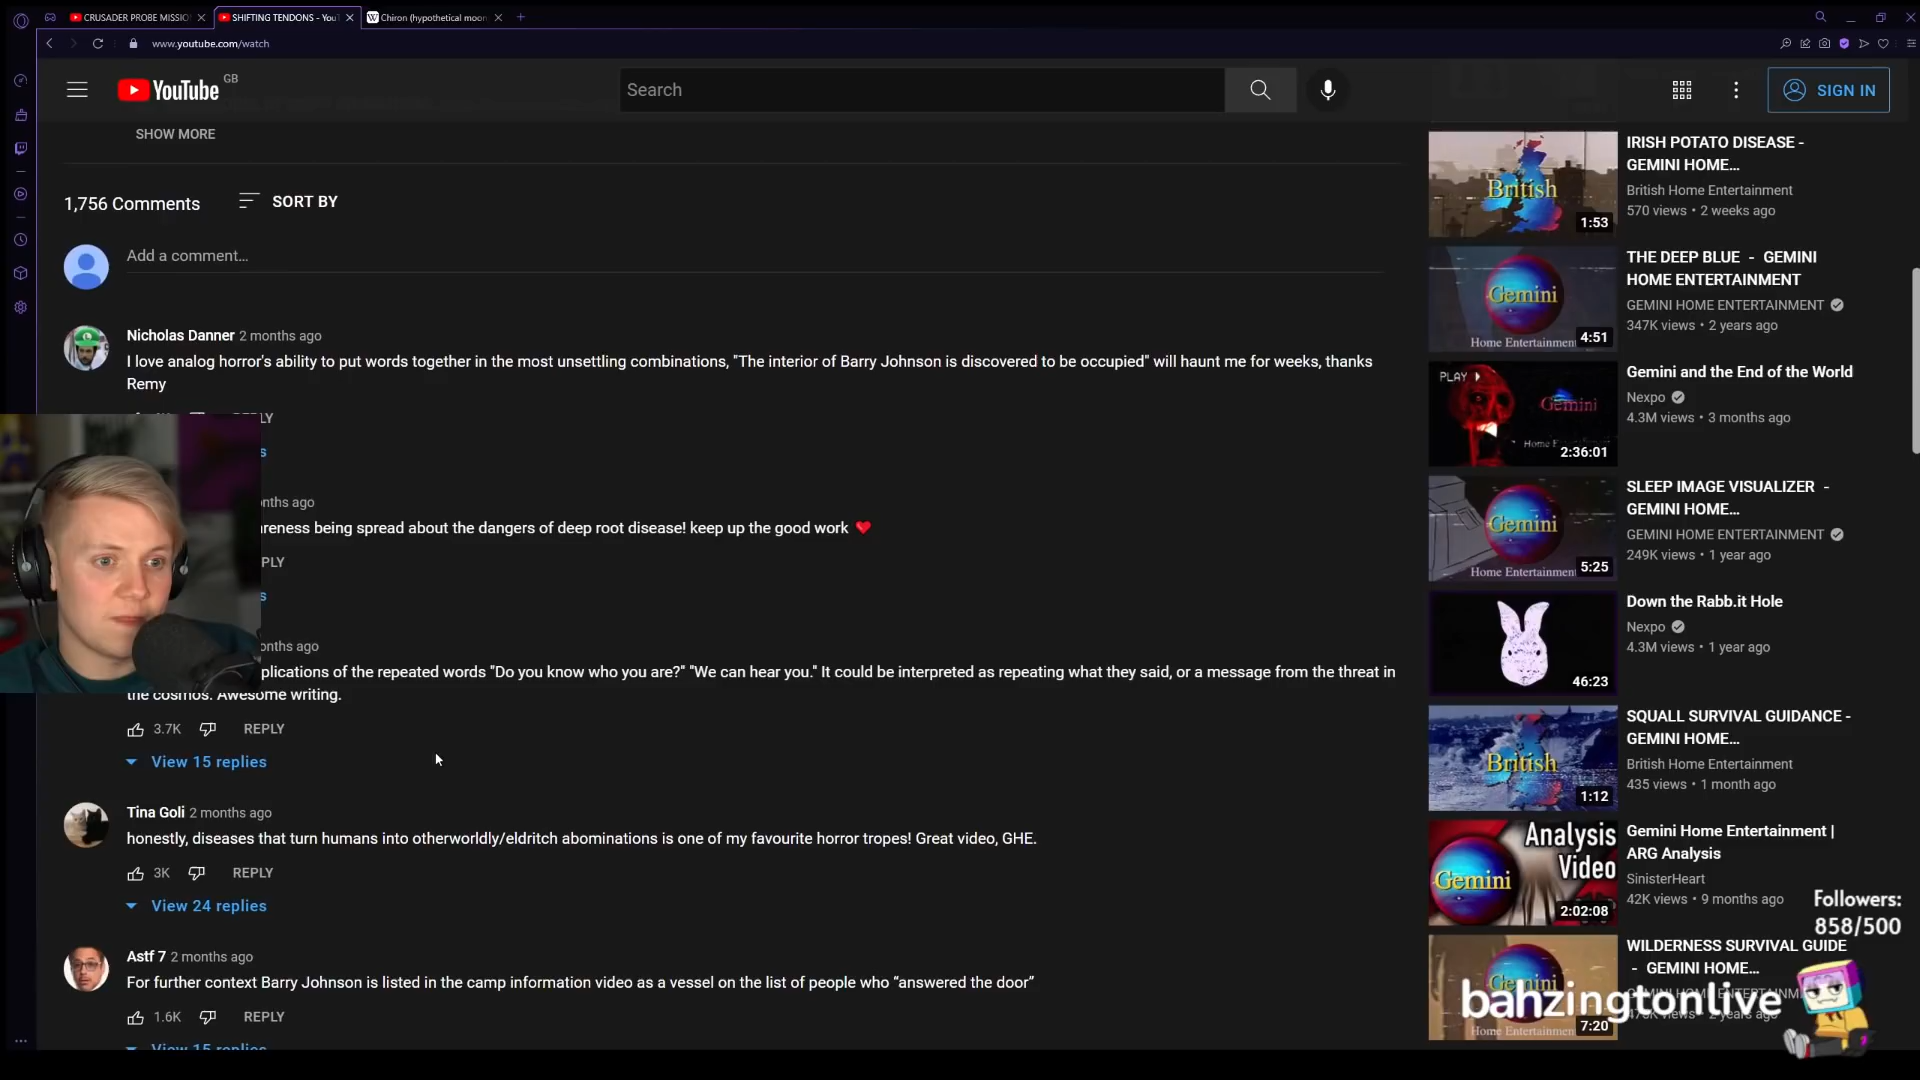 CRUSADER PROBE MISSIO
SHIFTING TENDONS - You
Chiron (hypothetical moon
www.youtube.com/watch
YouTube GB
Search
SIGN IN
SHOW MORE
1,756 Comments
SORT BY
Add a comment...
Nicholas Danner 2 months ago
I love analog horror's ability to put words together in the most unsettling combinations, "The interior of Barry Johnson is discovered to be occupied" will haunt me for weeks, thanks
Remy
nths ago
reness being spread about the dangers of deep root disease! keep up the good work ❤
PLY
nths ago
plications of the repeated words "Do you know who you are?" "We can hear you." It could be interpreted as repeating what they said, or a message from the threat in
the cosmos. Awesome writing.
3.7K REPLY
View 15 replies
Tina Goli 2 months ago
honestly, diseases that turn humans into otherworldly/eldritch abominations is one of my favourite horror tropes! Great video, GHE.
3K REPLY
View 24 replies
Astf 7 2 months ago
For further context Barry Johnson is listed in the camp information video as a vessel on the list of people who “answered the door”
1.6K REPLY
View 15 replies
British
1:53
IRISH POTATO DISEASE -
GEMINI HOME...
British Home Entertainment
570 views • 2 weeks ago
Gemini
Home Entertainment
4:51
THE DEEP BLUE - GEMINI
HOME ENTERTAINMENT
GEMINI HOME ENTERTAINMENT
347K views • 2 years ago
PLAY
Gemini
2:36:01
Gemini and the End of the World
Nexpo
4.3M views • 3 months ago
Gemini
Home Entertainment
5:25
SLEEP IMAGE VISUALIZER -
GEMINI HOME...
GEMINI HOME ENTERTAINMENT
249K views • 1 year ago
46:23
Down the Rabb.it Hole
Nexpo
4.3M views • 1 year ago
British
1:12
SQUALL SURVIVAL GUIDANCE -
GEMINI HOME...
British Home Entertainment
435 views • 1 month ago
Analysis
Video
Gemini
2:02:08
Gemini Home Entertainment |
ARG Analysis
SinisterHeart
42K views • 9 months ago
Followers:
858/500
Gemini
Home Entertainment
7:20
WILDERNESS SURVIVAL GUIDE
- GEMINI HOME...
bahzingtonlive